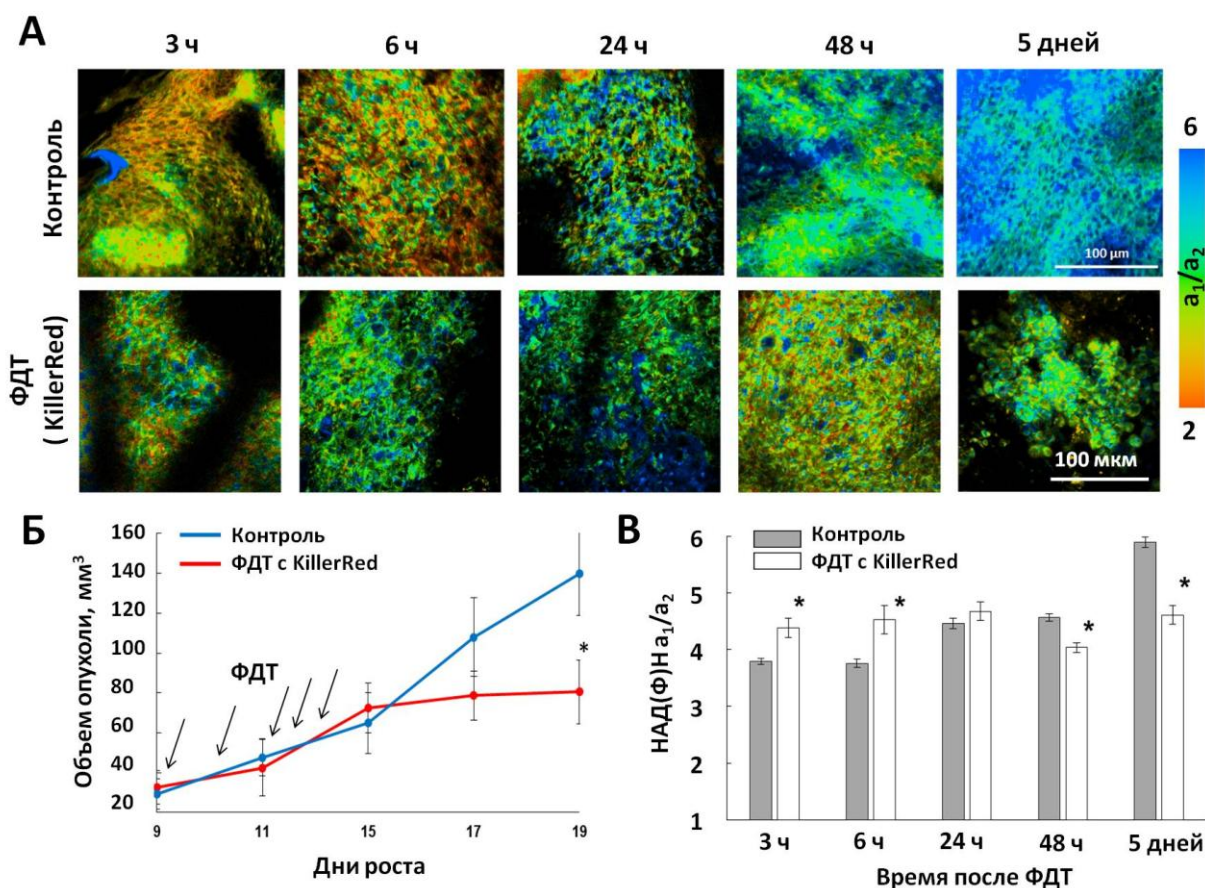 А
3 ч 6 ч 24 ч 48 ч 5 дней
Контроль
100 µm
ФДТ
( KillerRed)
100 мкм
6
a₁/a₂
2
Б
Контроль
ФДТ с KillerRed
Объем опухоли, мм³
160
140
120
100
80
60
40
20
ФДТ
*
9 11 15 17 19
Дни роста
В
Контроль
ФДТ с KillerRed
НАД(Ф)Н a₁/a₂
6
5
4
3
2
1
* * * *
3 ч 6 ч 24 ч 48 ч 5 дней
Время после ФДТ